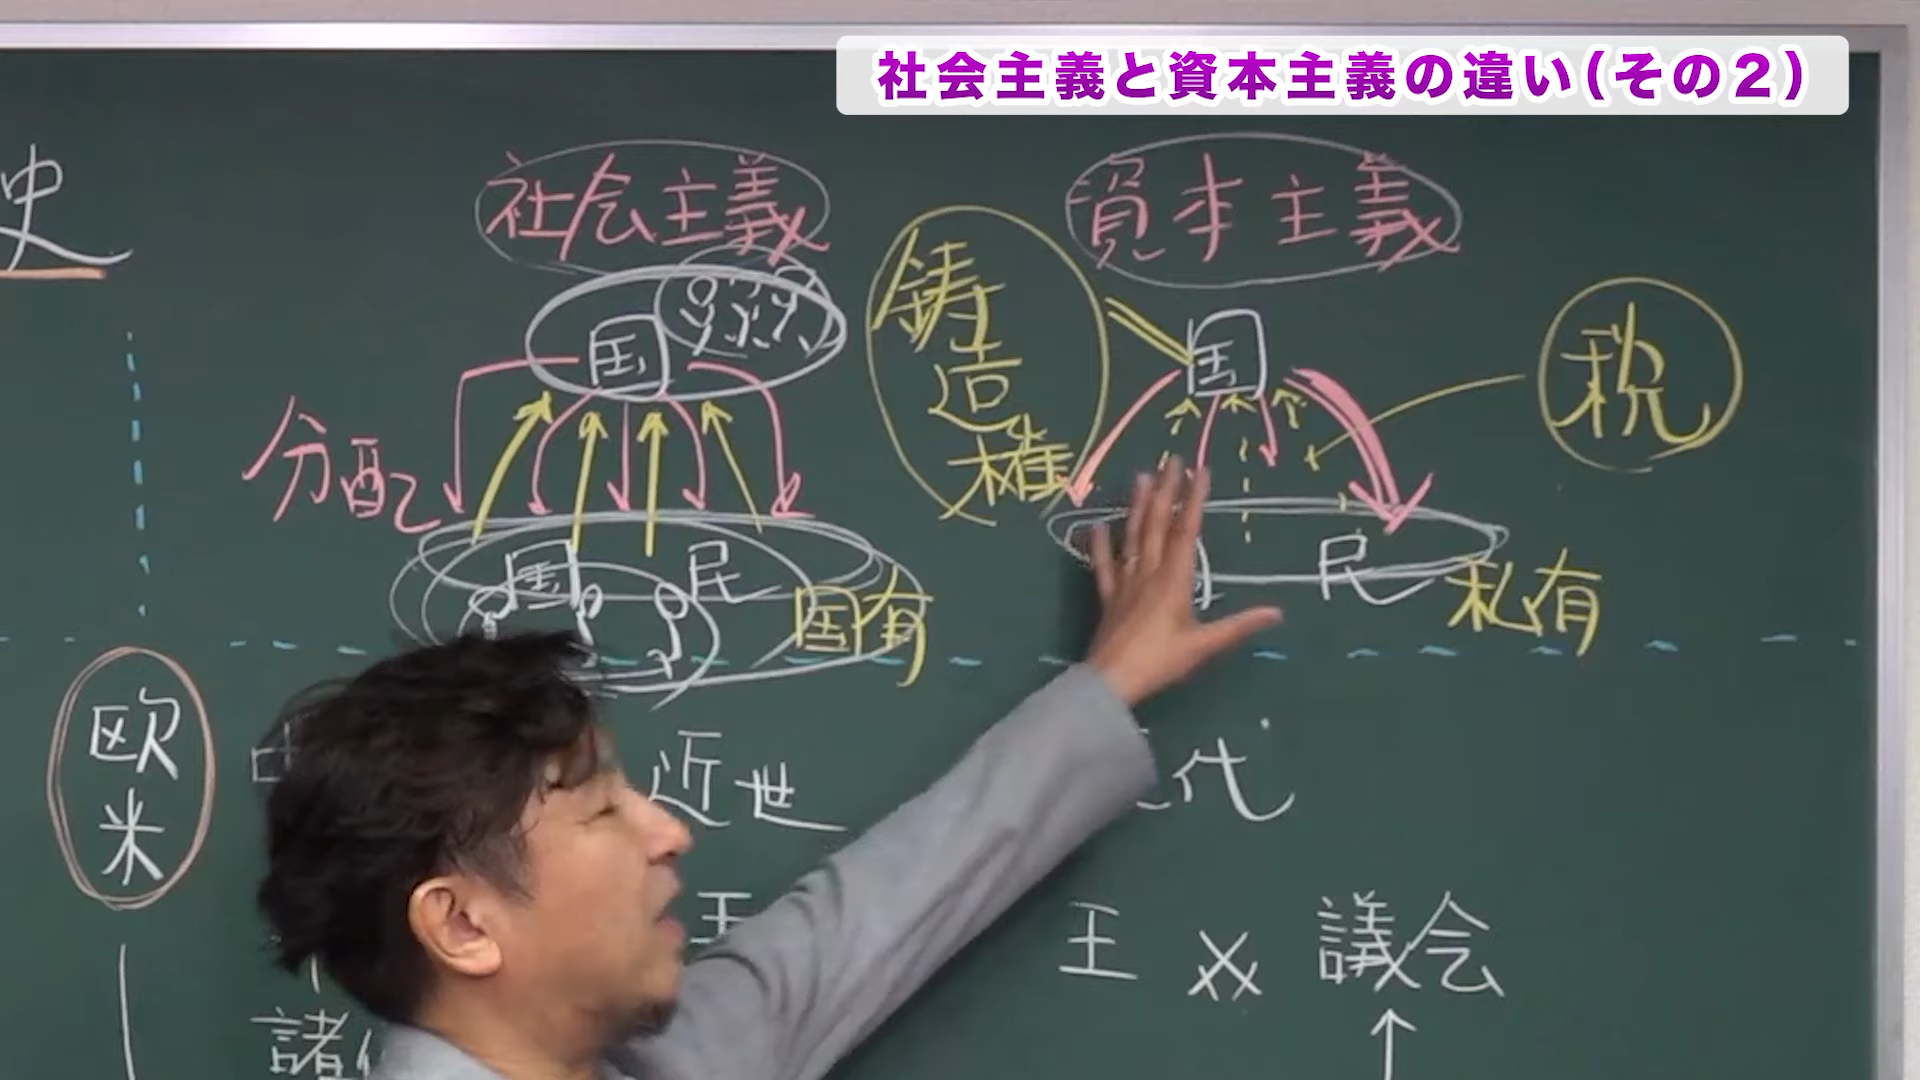 社会主義と資本主義の違い(その2)
史
社会主義
資本主義
鋳造権
国
国
税
分配
国民
民
国有
私有
欧米
近世
代
王
王
議会
諸